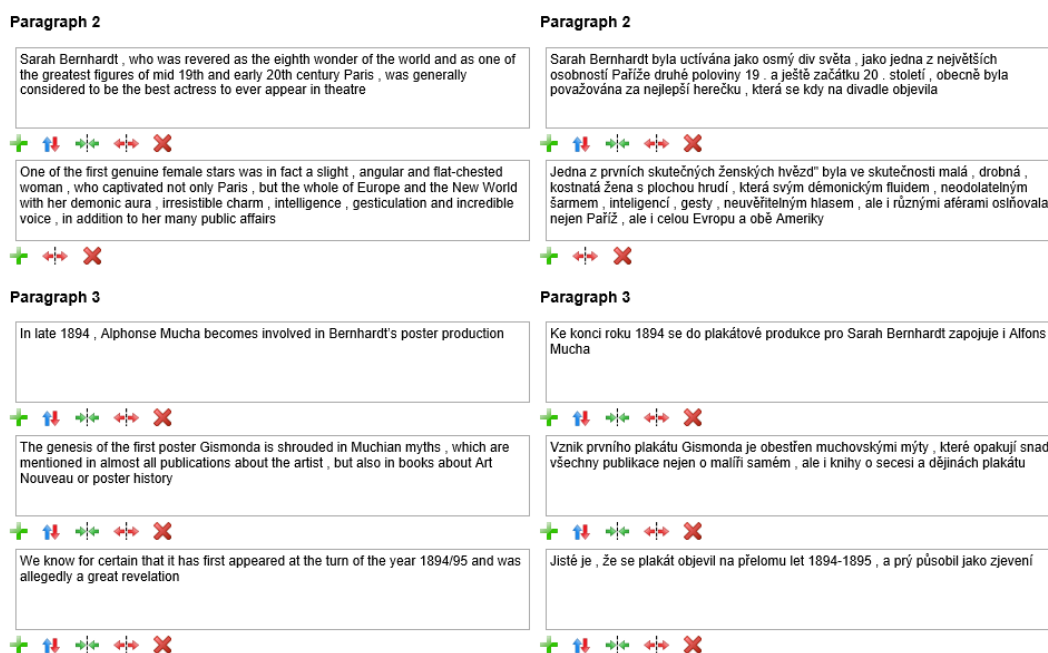 Paragraph 2
Sarah Bernhardt , who was revered as the eighth wonder of the world and as one of
the greatest figures of mid 19th and early 20th century Paris , was generally
considered to be the best actress to ever appear in theatre
One of the first genuine female stars was in fact a slight , angular and flat-chested
woman , who captivated not only Paris , but the whole of Europe and the New World
with her demonic aura , irresistible charm , intelligence , gesticulation and incredible
voice , in addition to her many public affairs
Paragraph 3
In late 1894 , Alphonse Mucha becomes involved in Bernhardt's poster production
The genesis of the first poster Gismonda is shrouded in Muchian myths , which are
mentioned in almost all publications about the artist , but also in books about Art
Nouveau or poster history
We know for certain that it has first appeared at the turn of the year 1894/95 and was
allegedly a great revelation
Paragraph 2
Sarah Bernhardt byla uctívána jako osmý div světa , jako jedna z největších
osobností Paříže druhé poloviny 19 . a ještě začátku 20 . století , obecně byla
považována za nejlepší herečku , která se kdy na divadle objevila
Jedna z prvních skutečných ženských hvězd" byla ve skutečnosti malá , drobná ,
kostnatá žena s plochou hrudí , která svým démonickým fluidem , neodolatelným
šarmem , inteligencí , gesty , neuvěřitelným hlasem , ale i různými aférami oslňovala
nejen Paříž , ale i celou Evropu a obě Ameriky
Paragraph 3
Ke konci roku 1894 se do plakátové produkce pro Sarah Bernhardt zapojuje i Alfons
Mucha
Vznik prvního plakátu Gismonda je obestřen muchovskými mýty , které opakují snad
všechny publikace nejen o malíři samém , ale i knihy o secesi a dějinách plakátu
Jisté je , že se plakát objevil na přelomu let 1894-1895 , a prý působil jako zjevení